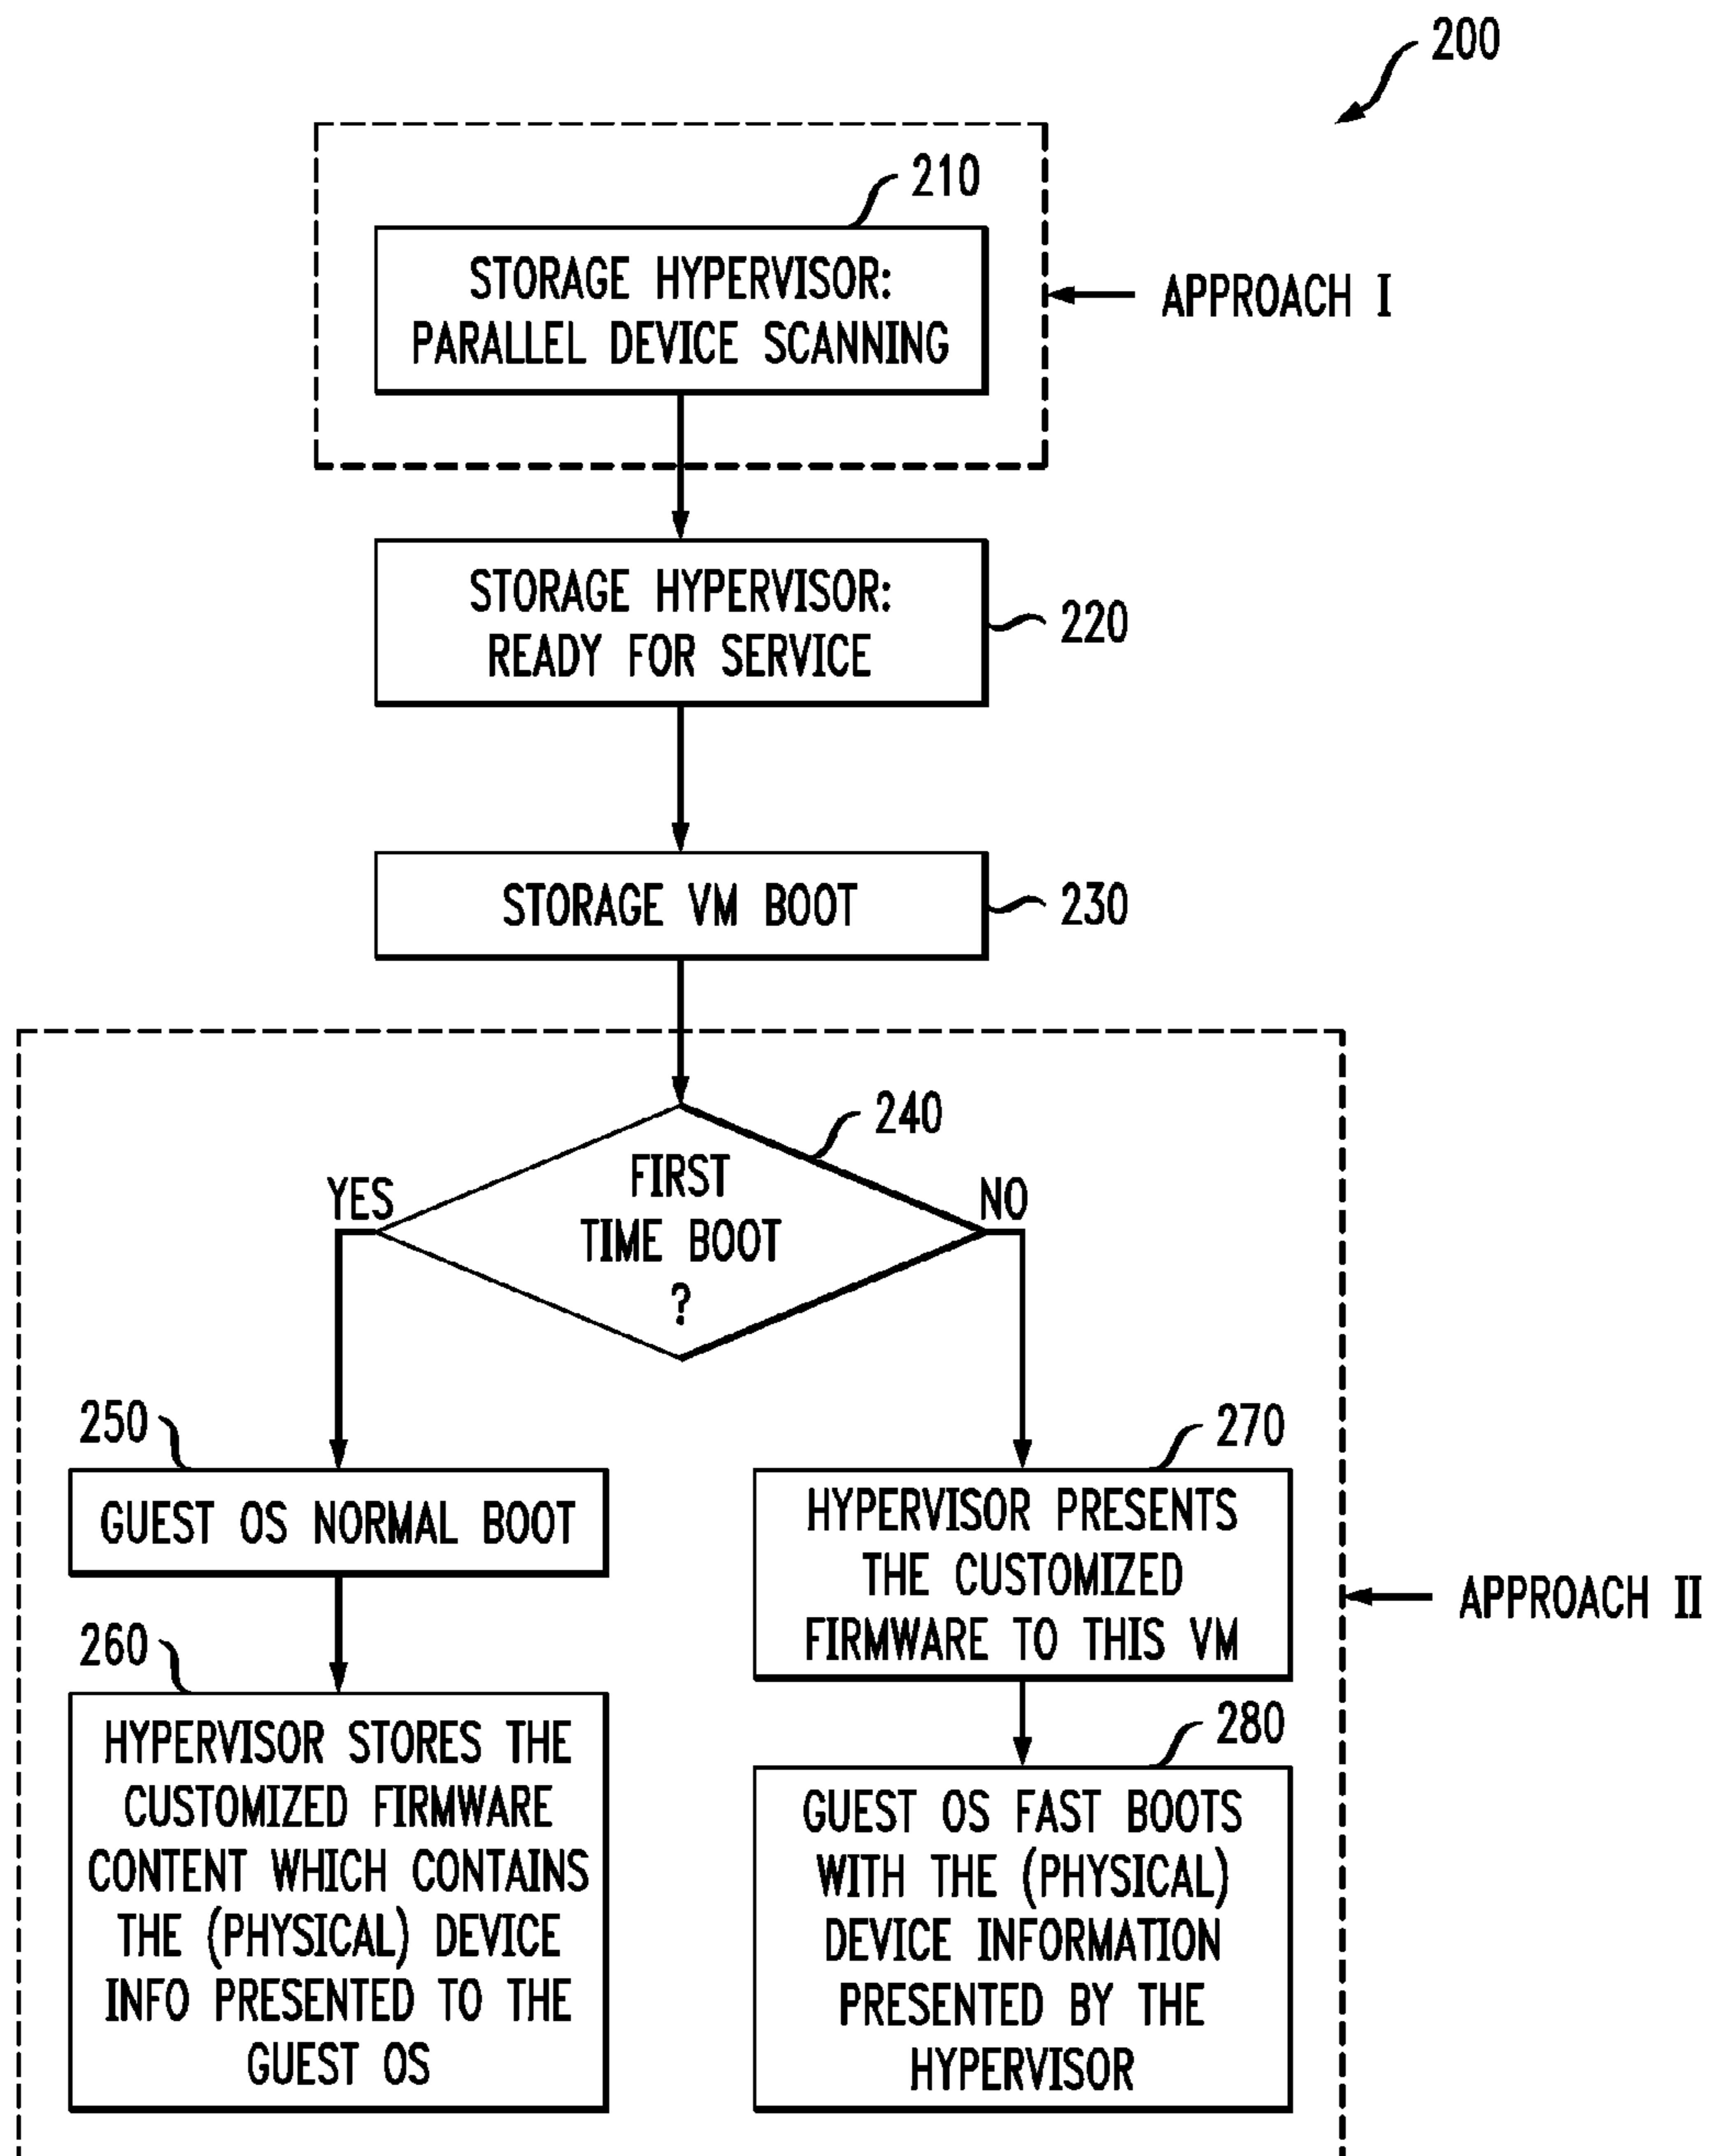 200
210
STORAGE HYPERVISOR:
PARALLEL DEVICE SCANNING
APPROACH I
STORAGE HYPERVISOR:
READY FOR SERVICE
220
STORAGE VM BOOT
230
240
FIRST
TIME BOOT
?
YES
NO
250
GUEST OS NORMAL BOOT
260
HYPERVISOR STORES THE
CUSTOMIZED FIRMWARE
CONTENT WHICH CONTAINS
THE (PHYSICAL) DEVICE
INFO PRESENTED TO THE
GUEST OS
270
HYPERVISOR PRESENTS
THE CUSTOMIZED
FIRMWARE TO THIS VM
280
GUEST OS FAST BOOTS
WITH THE (PHYSICAL)
DEVICE INFORMATION
PRESENTED BY THE
HYPERVISOR
APPROACH II